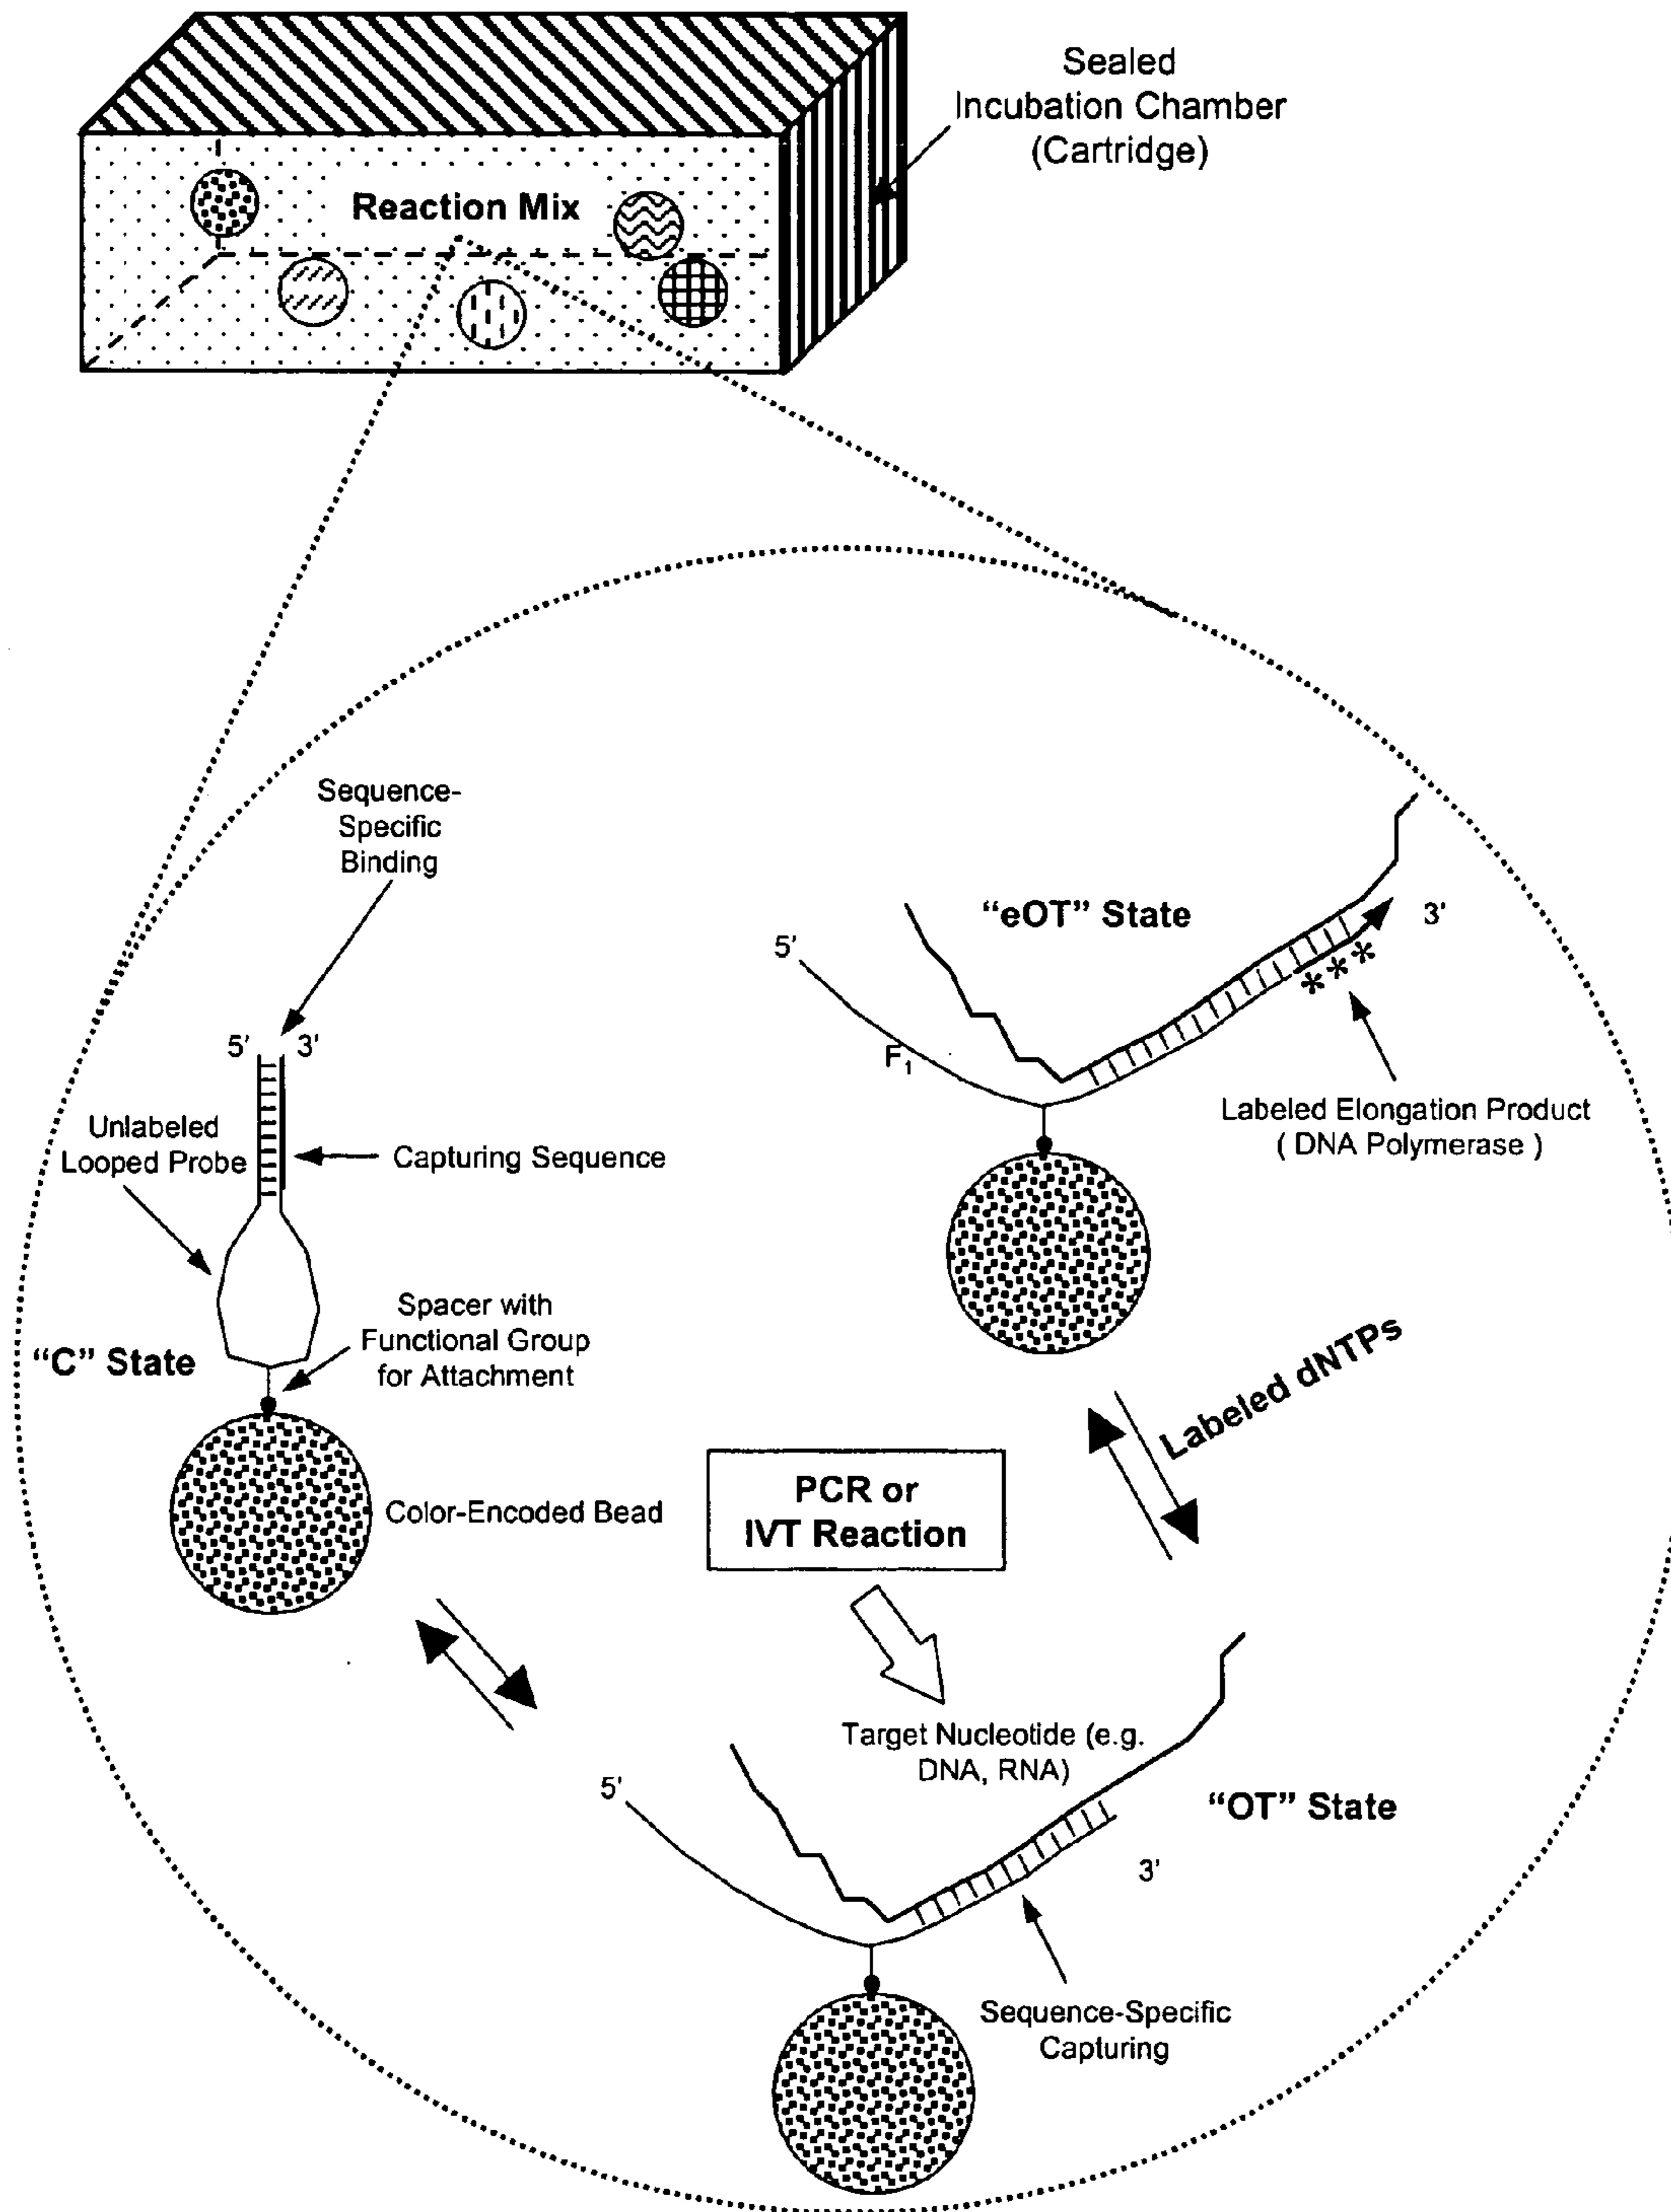 Sealed
Incubation Chamber
(Cartridge)
Reaction Mix
Sequence-
Specific
Binding
5' 3'
Unlabeled
Looped Probe
Capturing Sequence
Spacer with
Functional Group
for Attachment
"C" State
Color-Encoded Bead
"eOT" State
5'
3'
***
F1
Labeled Elongation Product
( DNA Polymerase )
Labeled dNTPs
PCR or
IVT Reaction
Target Nucleotide (e.g.
DNA, RNA)
5'
"OT" State
3'
Sequence-Specific
Capturing